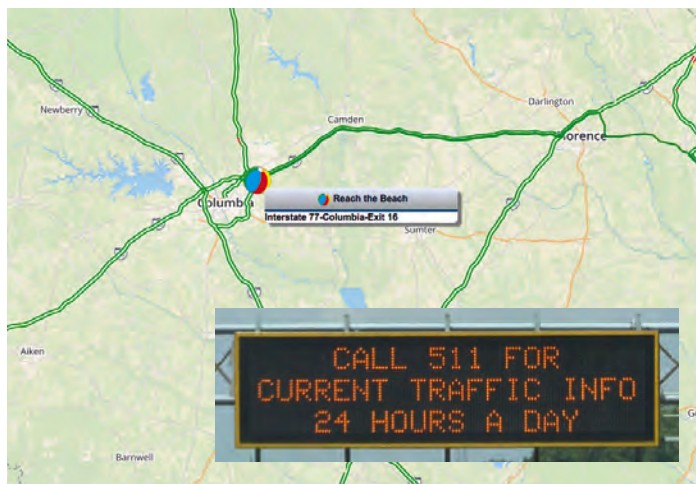 Newberry
Camden
Darlington
Florence
Columbia
Reach the Beach
Interstate 77-Columbia-Exit 16
Sumter
Aiken
CALL 511 FOR
CURRENT TRAFFIC INFO
24 HOURS A DAY
Barnwell